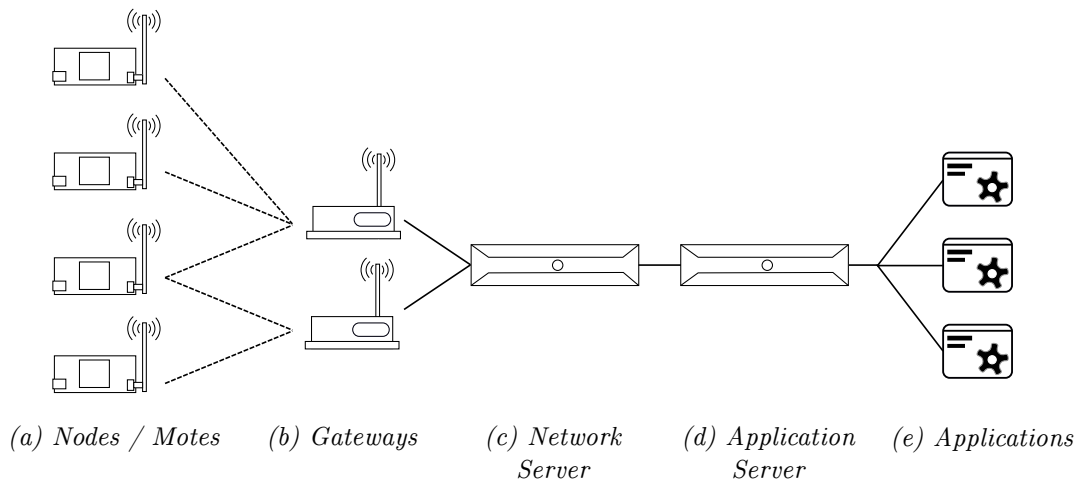 (a) Nodes / Motes (b) Gateways (c) Network (d) Application (e) Applications
Server Server